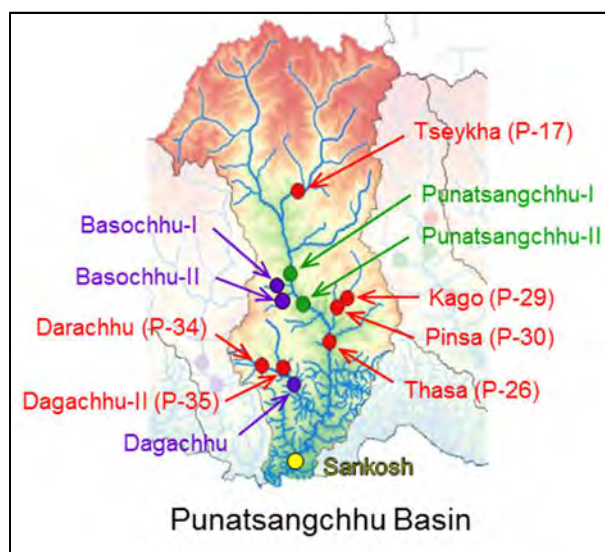 Tseykha (P-17)
Punatsangchhu-I
Basochhu-I
Punatsangchhu-II
Basochhu-II
Kago (P-29)
Darachhu (P-34)
Pinsa (P-30)
Dagachhu-II (P-35)
Thasa (P-26)
Dagachhu
Sankosh
Punatsangchhu Basin